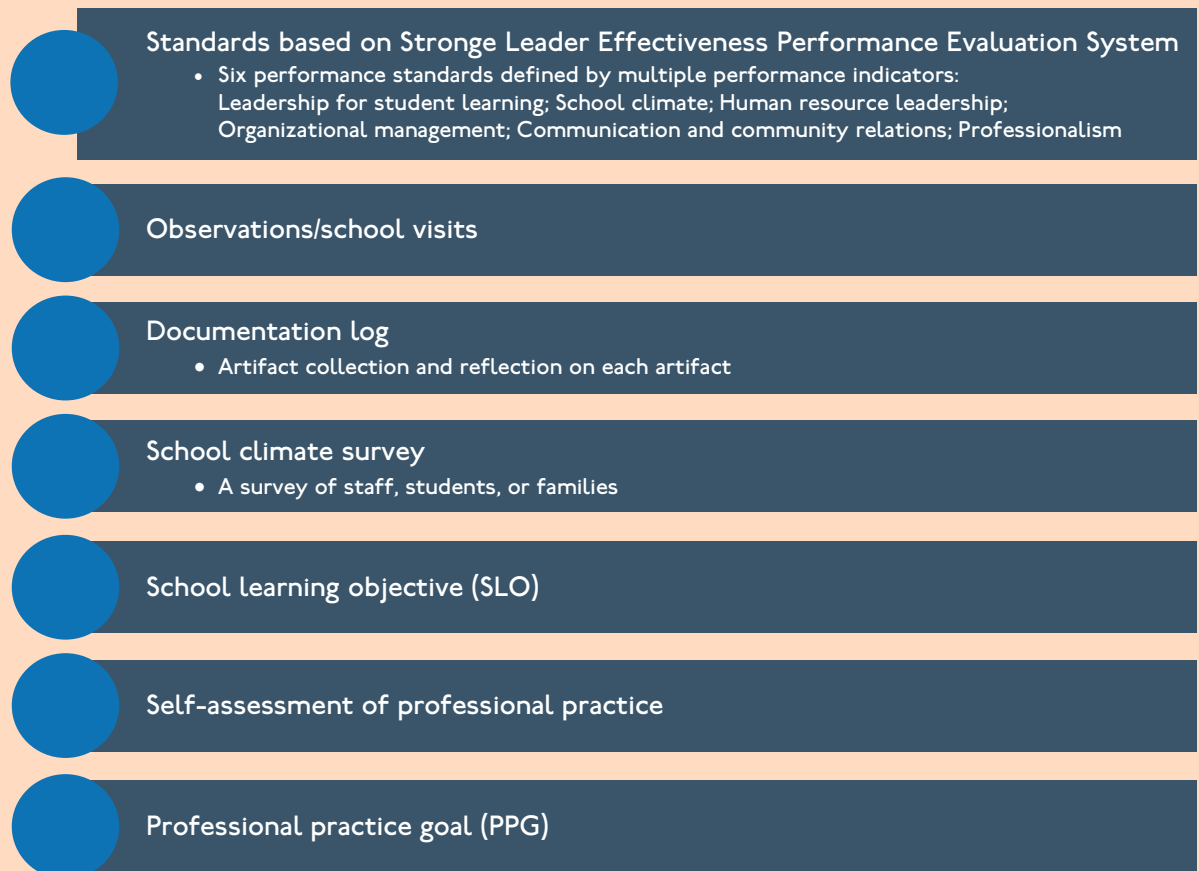 Standards based on Stronge Leader Effectiveness Performance Evaluation System
• Six performance standards defined by multiple performance indicators:
Leadership for student learning; School climate; Human resource leadership;
Organizational management; Communication and community relations; Professionalism
Observations/school visits
Documentation log
• Artifact collection and reflection on each artifact
School climate survey
• A survey of staff, students, or families
School learning objective (SLO)
Self-assessment of professional practice
Professional practice goal (PPG)